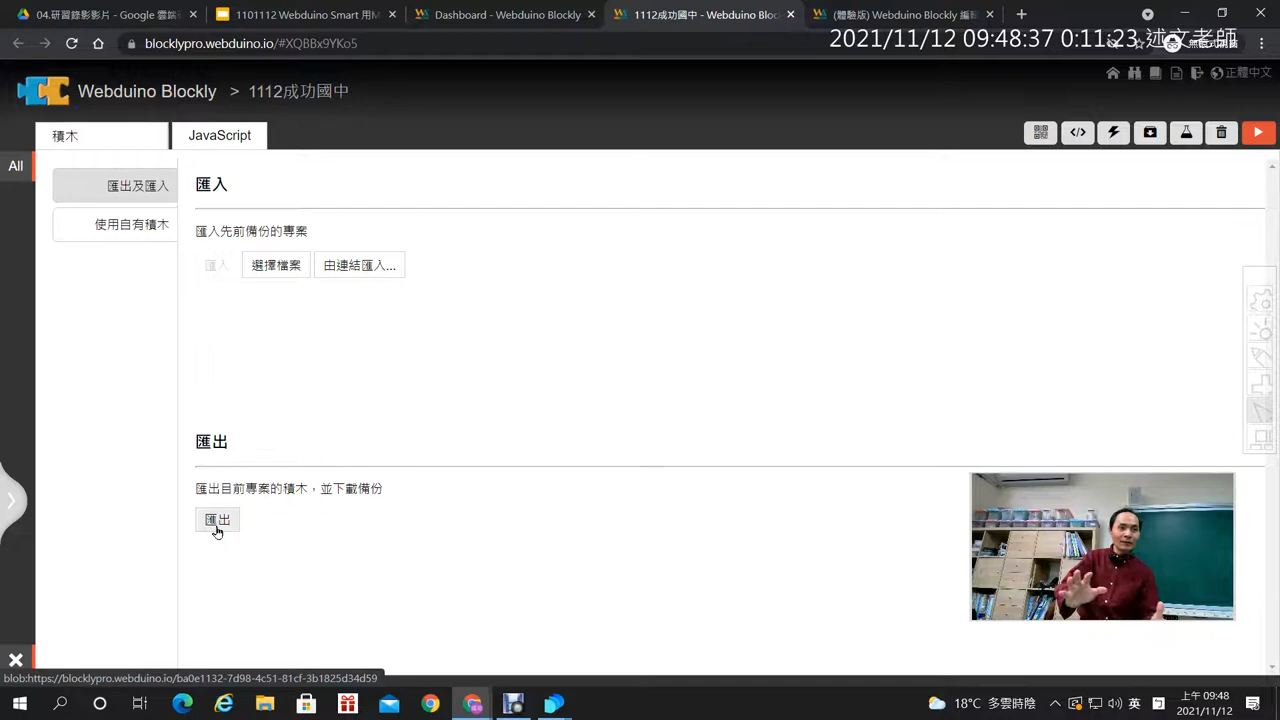 04.研習錄影影片 - Google 雲端
1101112 Webduino Smart 用M
Dashboard - Webduino Blockly
1112成功國中 - Webduino Bloc
(體驗版) Webduino Blockly 編輯
blocklypro.webduino.io/#XQBBx9YKo5
2021/11/12 09:48:37 0:11:23 述文老師
Webduino Blockly > 1112成功國中
正體中文
積木
JavaScript
All
匯出及匯入
使用自有積木
匯入
匯入先前備份的專案
匯入
選擇檔案
由連結匯入...
匯出
匯出目前專案的積木，並下載備份
匯出
blob:https://blocklypro.webduino.io/ba0e1132-7d98-4c51-81cf-3b1825d34d59
18°C 多雲時陰
英
上午 09:48
2021/11/12